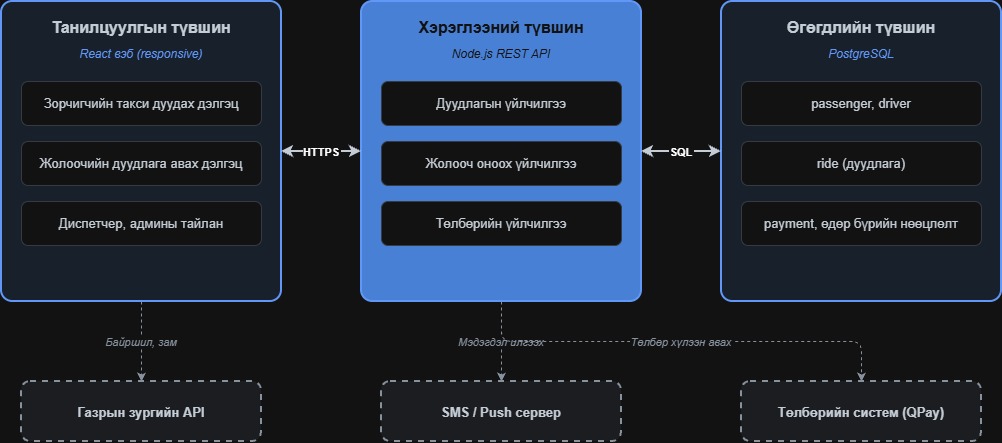 Танилцуулгын түвшин
React вэб (responsive)
Зорчигчийн такси дуудах дэлгэц
Жолоочийн дуудлага авах дэлгэц
Диспетчер, админы тайлан
HTTPS
Хэрэглээний түвшин
Node.js REST API
Дуудлагын үйлчилгээ
Жолооч оноох үйлчилгээ
Төлбөрийн үйлчилгээ
SQL
Өгөгдлийн түвшин
PostgreSQL
passenger, driver
ride (дуудлага)
payment, өдөр бүрийн нөөцлөлт
Байршил, зам
Мэдэгдэл илгээх
Төлбөр хүлээн авах
Газрын зургийн API
SMS / Push сервер
Төлбөрийн систем (QPay)